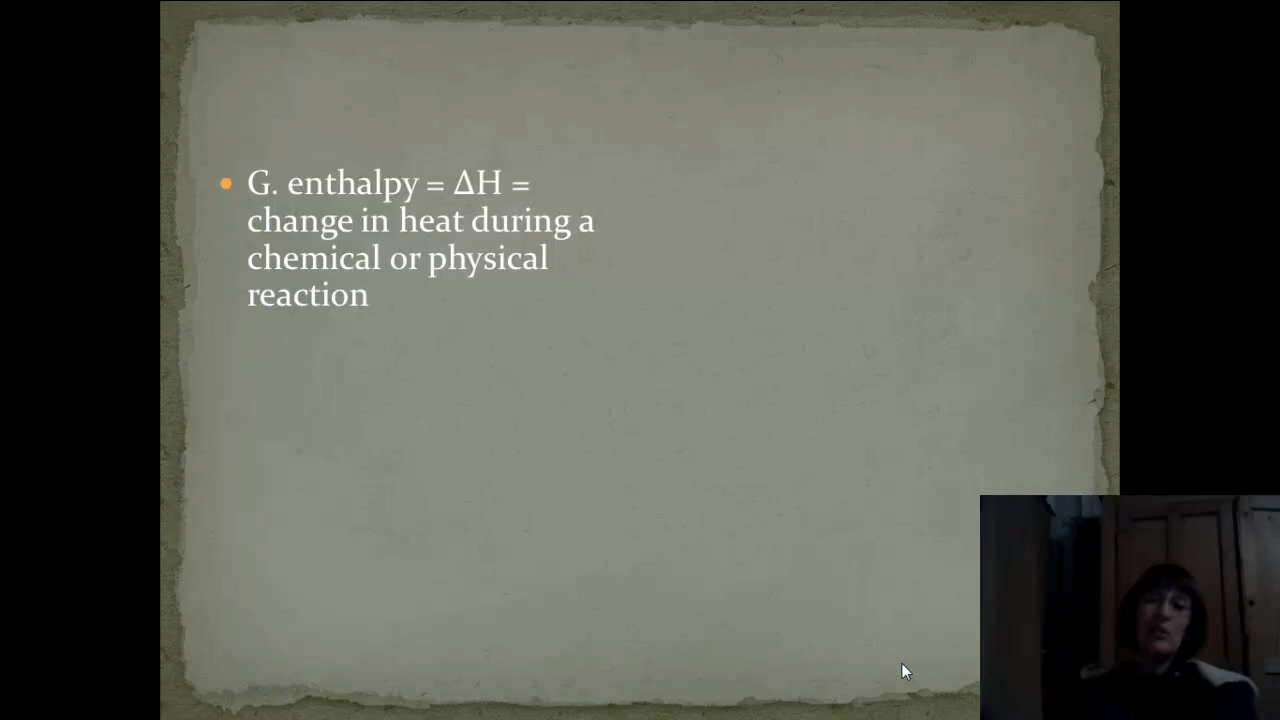 G. enthalpy = ΔH =
change in heat during a
chemical or physical
reaction